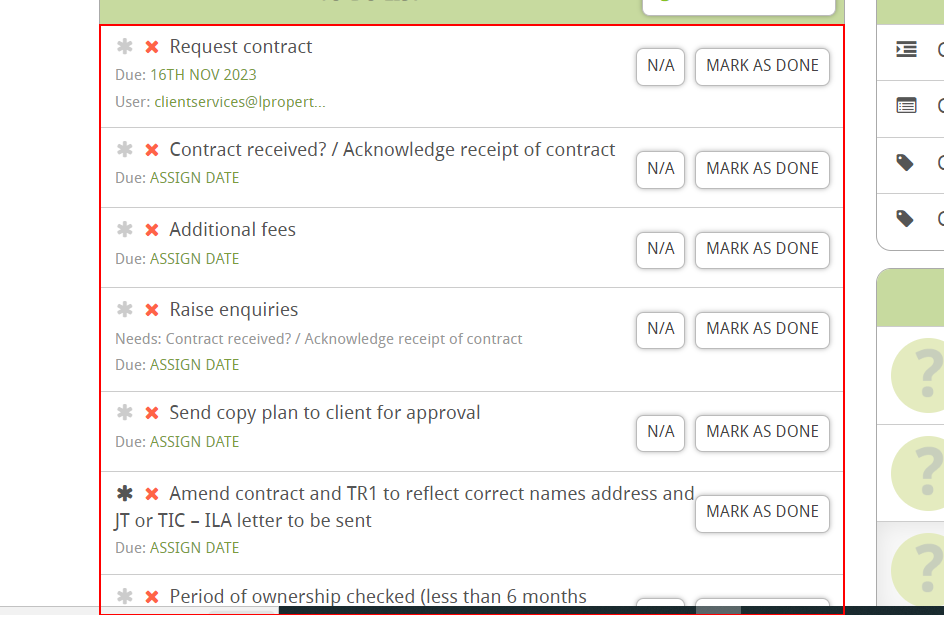 Request contract
Due: 16TH NOV 2023
User: clientservices@lpropert...
N/A
MARK AS DONE
Contract received? / Acknowledge receipt of contract
Due: ASSIGN DATE
N/A
MARK AS DONE
Additional fees
Due: ASSIGN DATE
N/A
MARK AS DONE
Raise enquiries
Needs: Contract received? / Acknowledge receipt of contract
Due: ASSIGN DATE
N/A
MARK AS DONE
Send copy plan to client for approval
Due: ASSIGN DATE
N/A
MARK AS DONE
Amend contract and TR1 to reflect correct names address and
JT or TIC – ILA letter to be sent
Due: ASSIGN DATE
MARK AS DONE
Period of ownership checked (less than 6 months
?
?
?